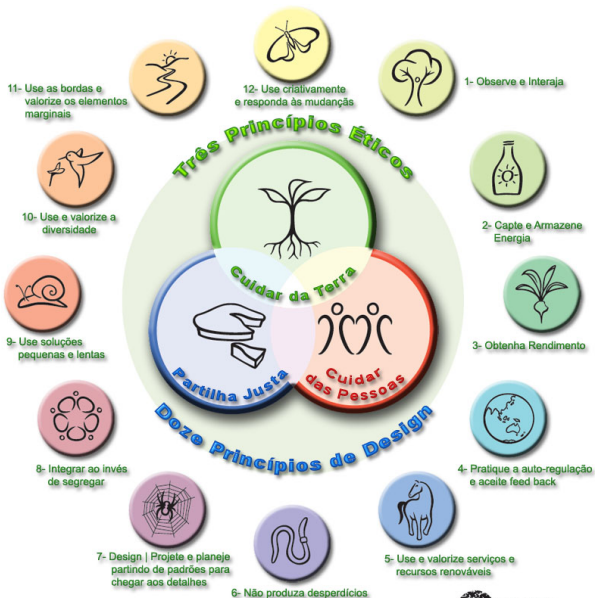 Três Princípios Éticos
Cuidar da Terra
Partilha Justa
Cuidar
das Pessoas
Doze Princípios de Design
1- Observe e Interaja
2- Capte e Armazene
Energia
3- Obtenha Rendimento
4- Pratique a auto-regulação
e aceite feed back
5- Use e valorize serviços e
recursos renováveis
6- Não produza desperdícios
7- Design | Projete e planeje
partindo de padrões para
chegar aos detalhes
8- Integrar ao invés
de segregar
9- Use soluções
pequenas e lentas
10- Use e valorize a
diversidade
11- Use as bordas e
valorize os elementos
marginais
12- Use criativamente
e responda às mudançãs